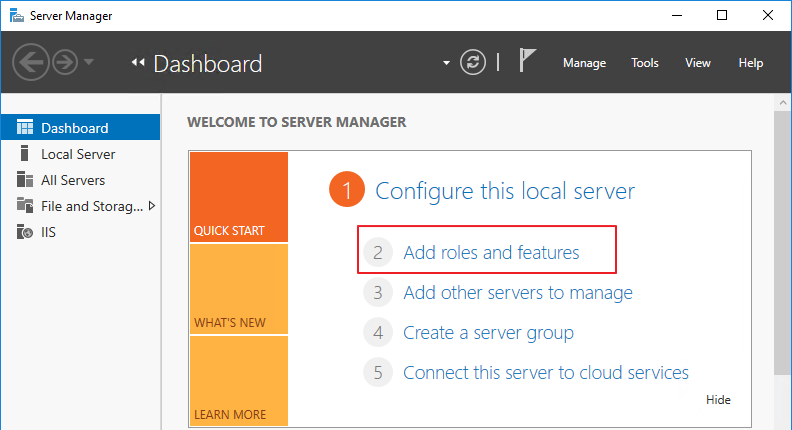 Server Manager
Dashboard
Manage Tools View Help
Dashboard
Local Server
All Servers
File and Storag...
IIS
WELCOME TO SERVER MANAGER
QUICK START
WHAT'S NEW
LEARN MORE
1 Configure this local server
2 Add roles and features
3 Add other servers to manage
4 Create a server group
5 Connect this server to cloud services
Hide